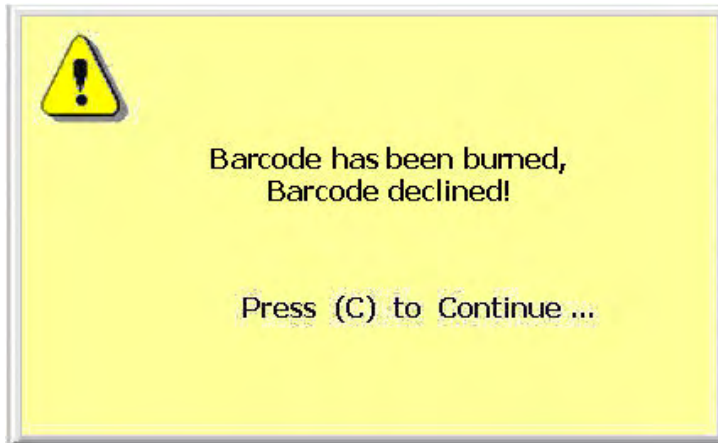 Barcode has been burned,
Barcode declined!
Press (C) to Continue ...